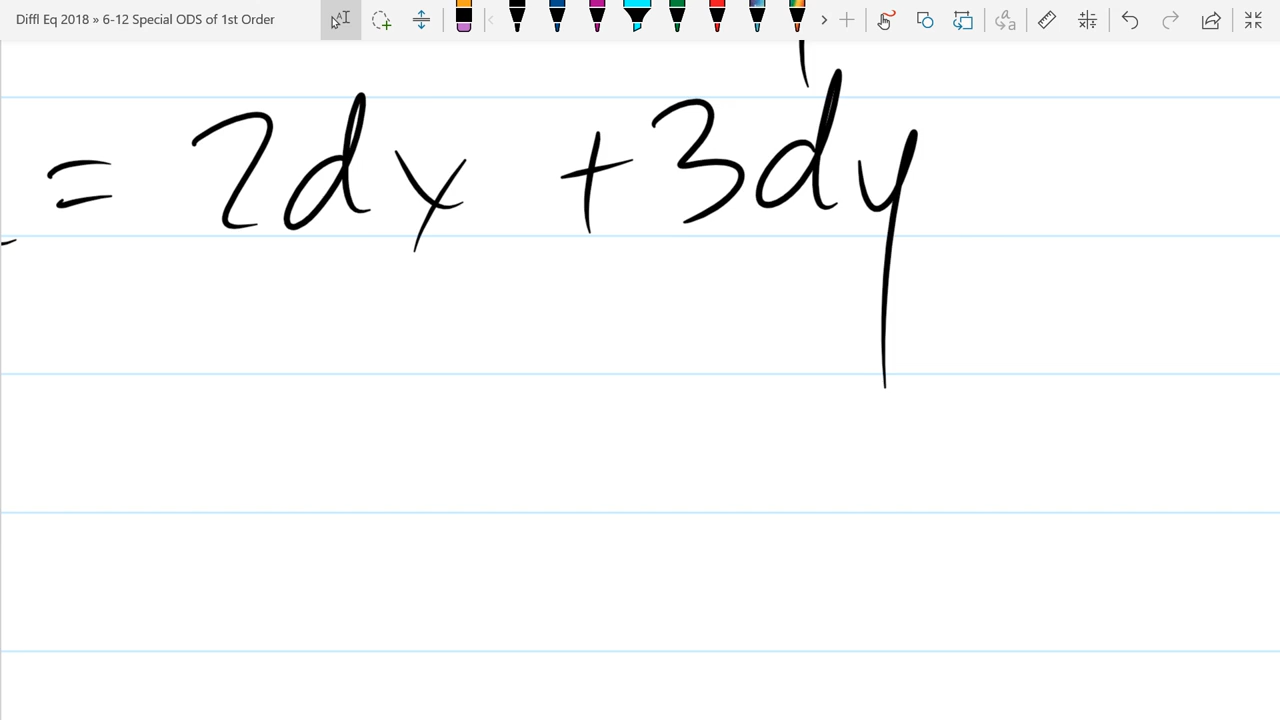 Diffl Eq 2018 » 6-12 Special ODS of 1st Order
= 2dx + 3dy